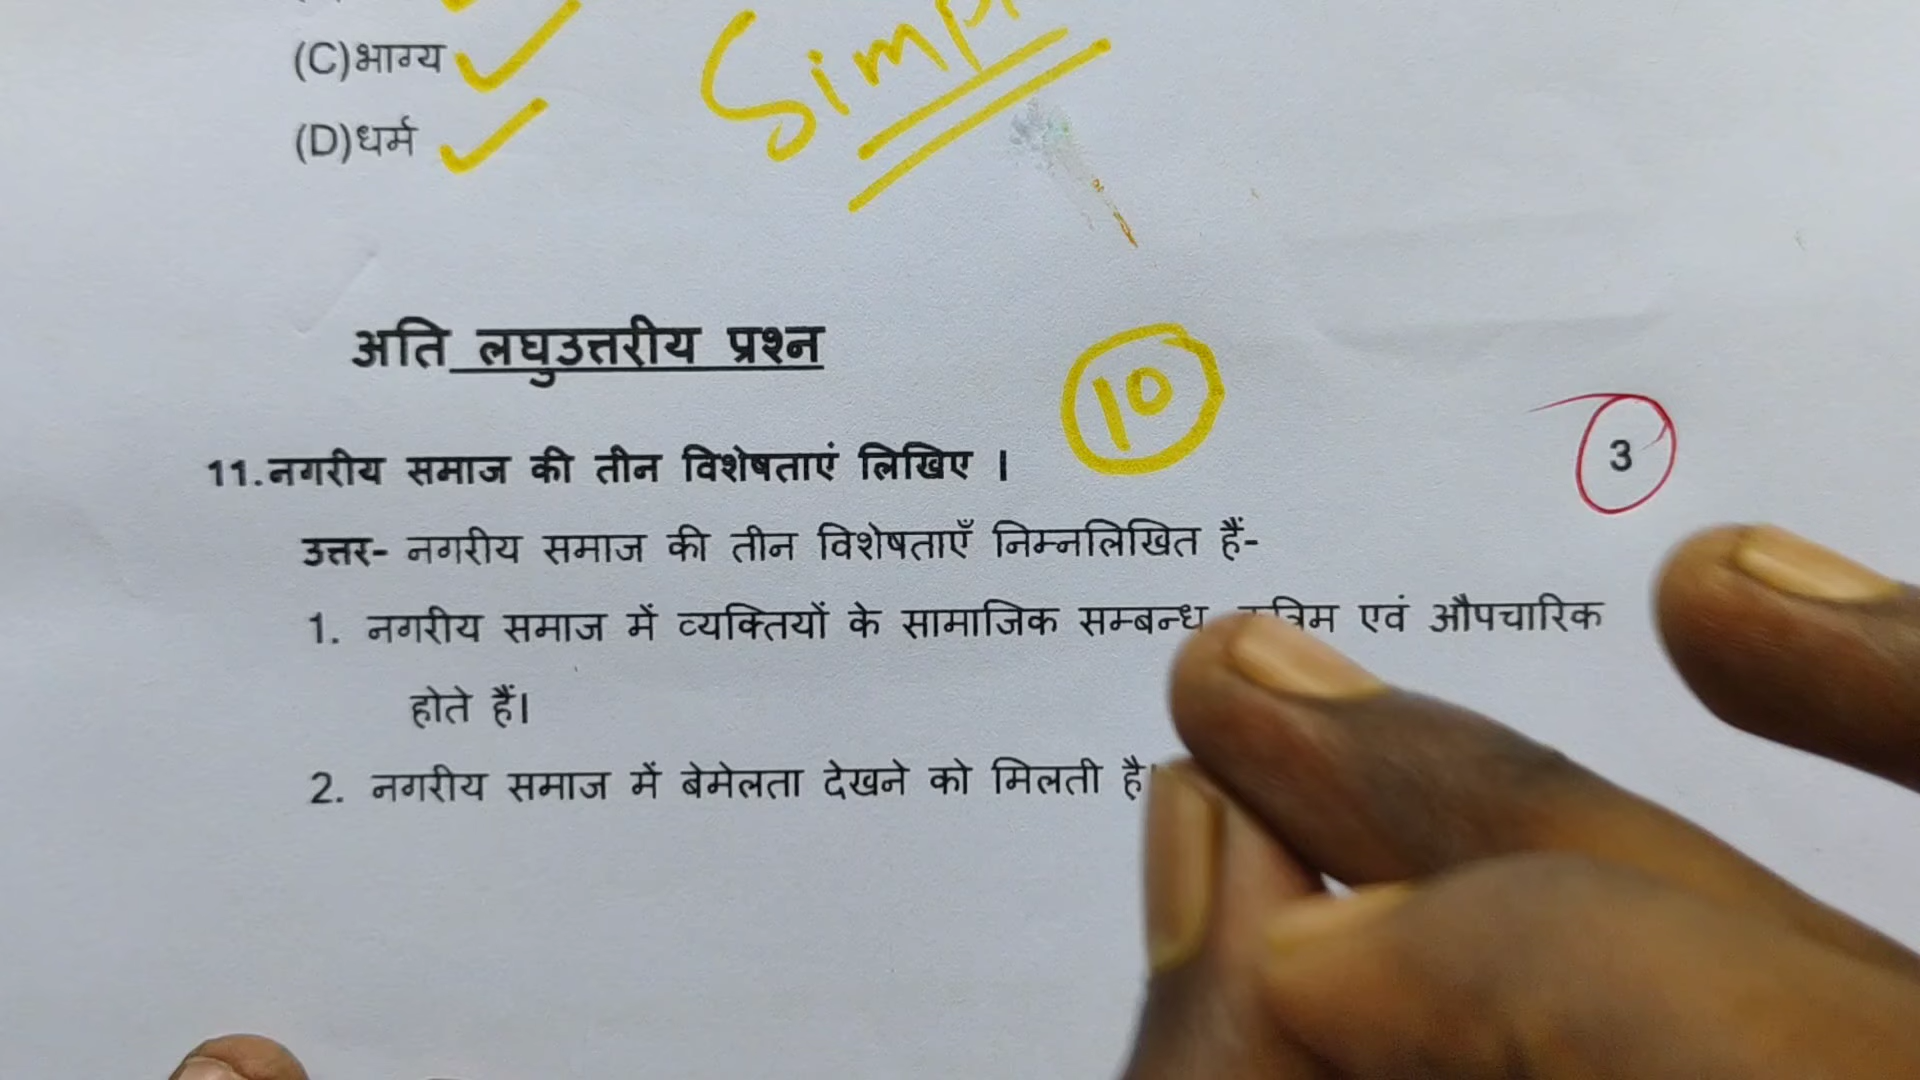 (C)भाग्य
(D)धर्म
अति लघुउत्तरीय प्रश्न
10
11.नगरीय समाज की तीन विशेषताएं लिखिए ।
3
उत्तर- नगरीय समाज की तीन विशेषताएँ निम्नलिखित हैं-
1. नगरीय समाज में व्यक्तियों के सामाजिक सम्बन्ध एवं औपचारिक
होते हैं।
2. नगरीय समाज में बेमेलता देखने को मिलती है